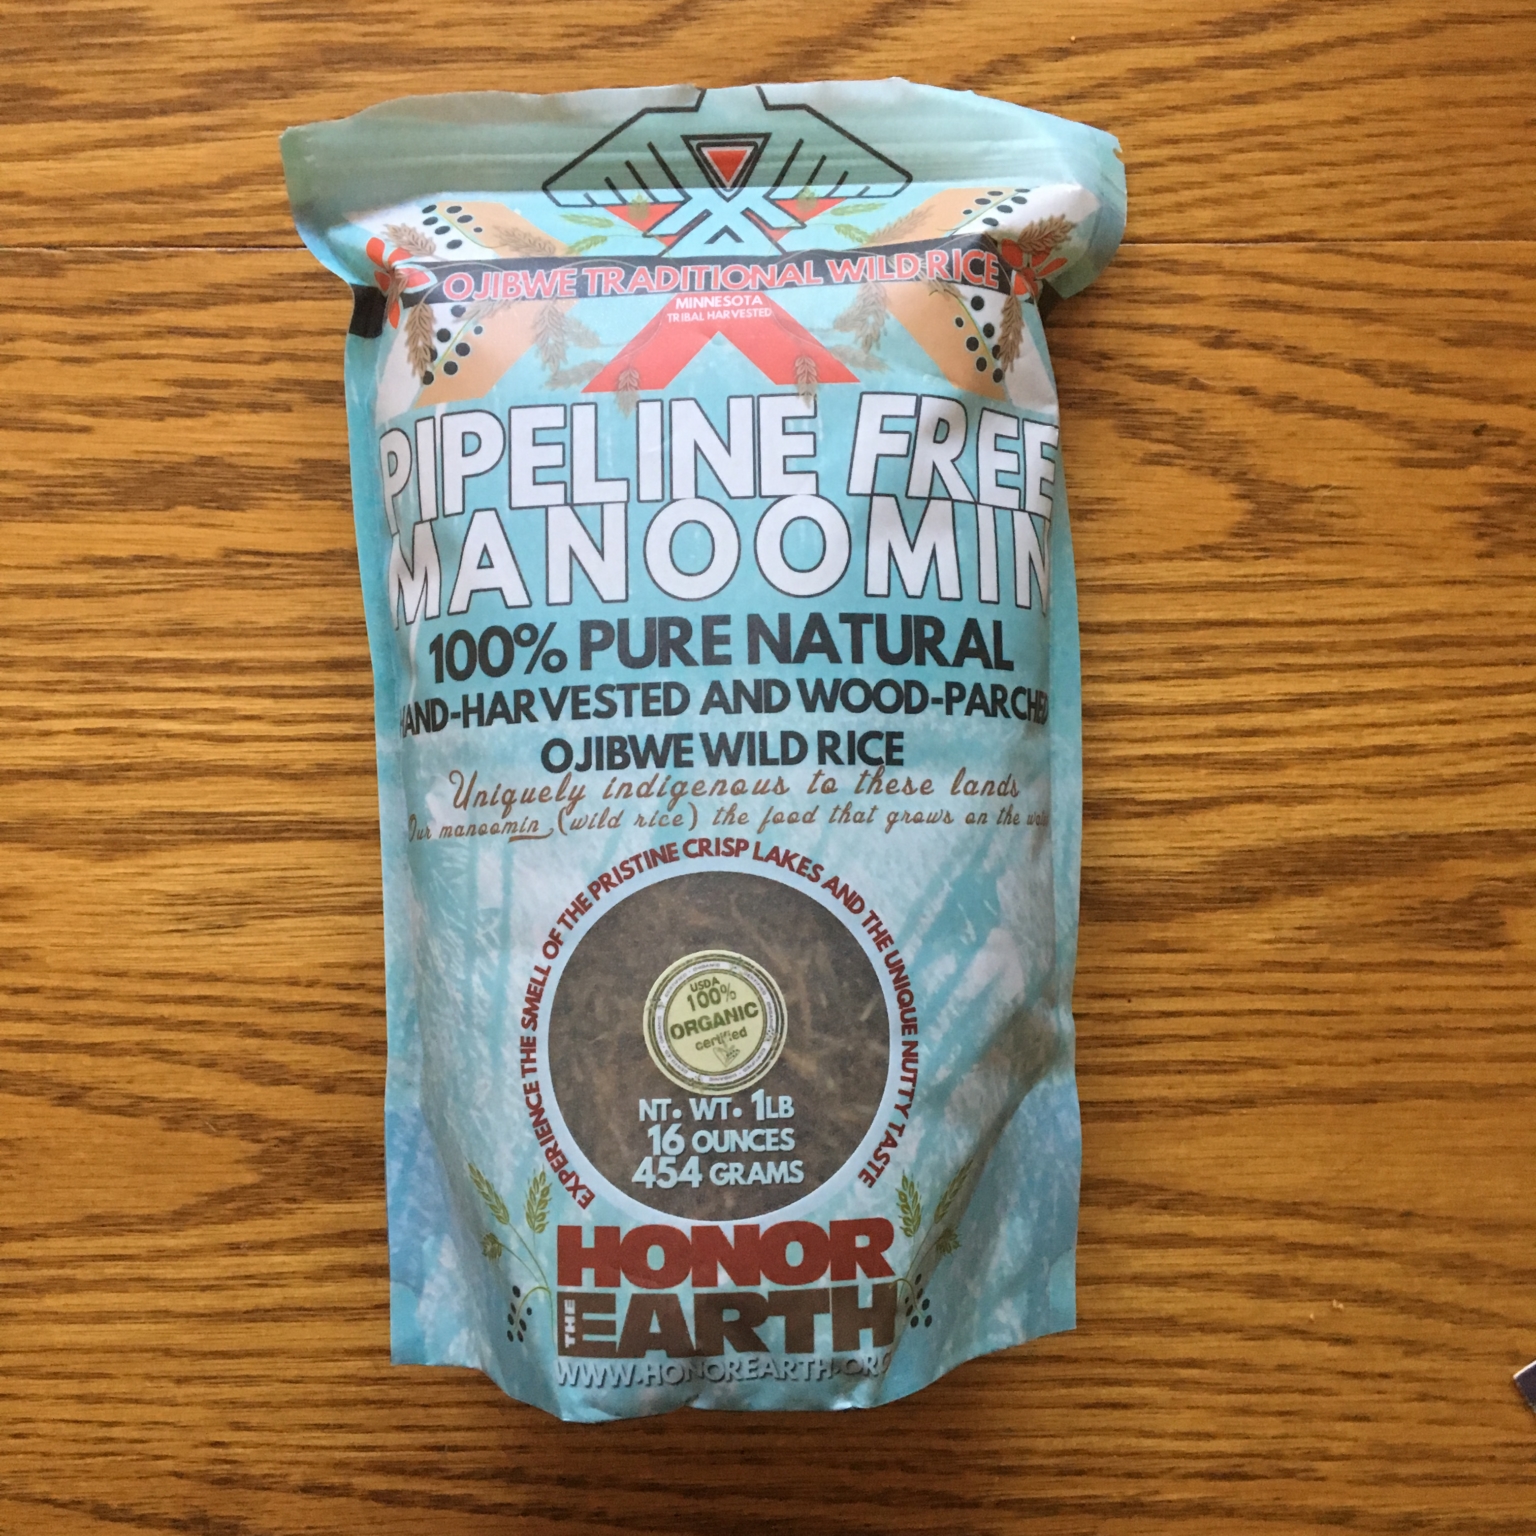 OJIBWE TRADITIONAL WILD RICE
MINNESOTA
TRIBAL HARVESTED
PIPELINE FREE
MANOOMIN
100% PURE NATURAL
HAND-HARVESTED AND WOOD-PARCHED
OJIBWE WILD RICE
Uniquely indigenous to these lands
Our manoomin (wild rice) the food that grows on the
EXPERIENCE THE SMELL OF THE PRISTINE CRISP LAKES AND THE UNIQUE NUTTY TASTE
USDA
100%
ORGANIC
certified
NT. WT. 1LB
16 OUNCES
454 GRAMS
HONOR
THE EARTH
WWW.HONOREARTH.ORG